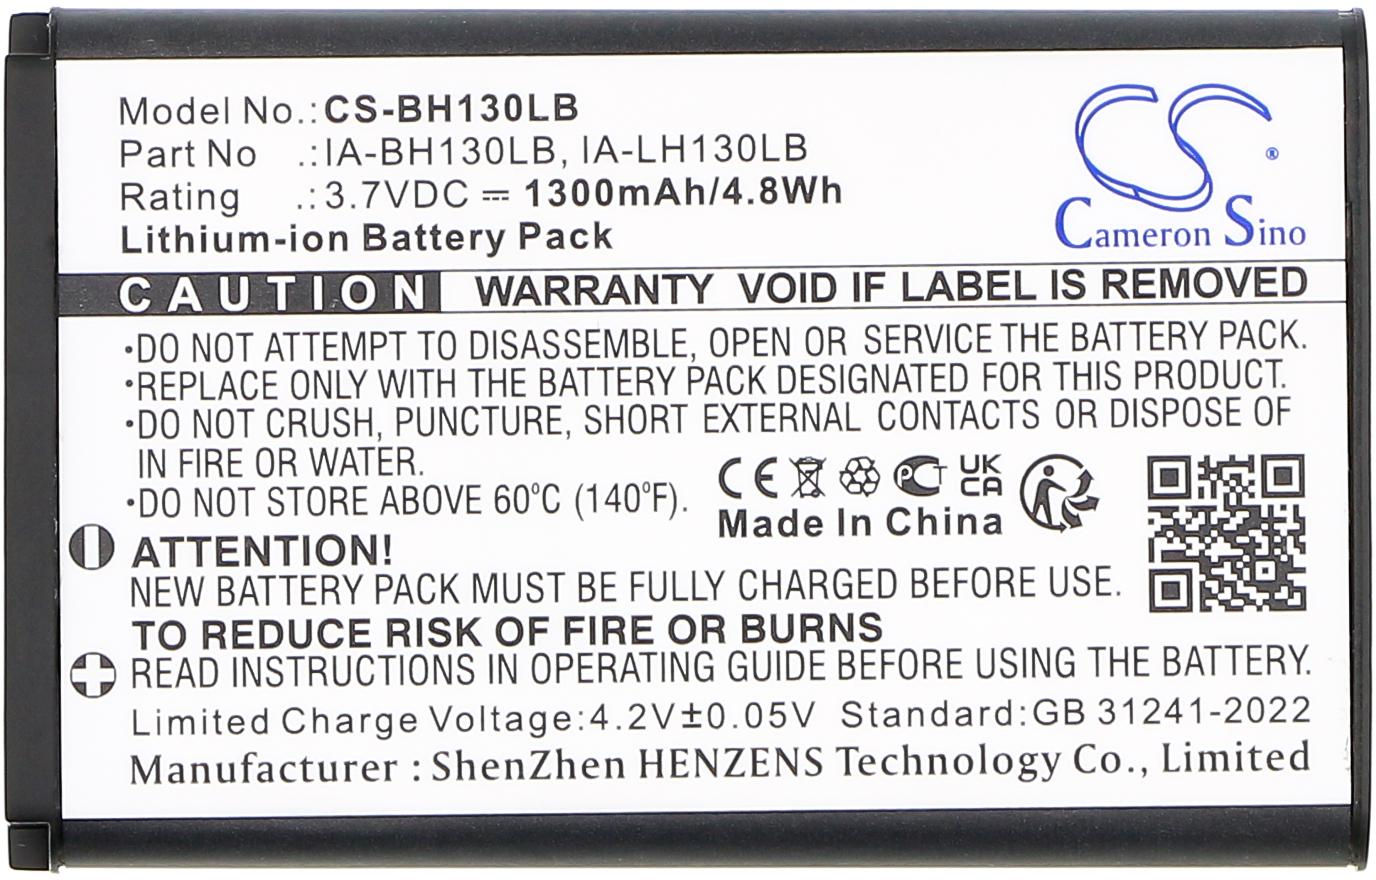 Model No.:CS-BH130LB
Part No .:IA-BH130LB, IA-LH130LB
Rating .:3.7VDC ⎓ 1300mAh/4.8Wh
Lithium-ion Battery Pack
CS
®
Cameron Sino
CAUTION WARRANTY VOID IF LABEL IS REMOVED
·DO NOT ATTEMPT TO DISASSEMBLE, OPEN OR SERVICE THE BATTERY PACK.
·REPLACE ONLY WITH THE BATTERY PACK DESIGNATED FOR THIS PRODUCT.
·DO NOT CRUSH, PUNCTURE, SHORT EXTERNAL CONTACTS OR DISPOSE OF
IN FIRE OR WATER.
·DO NOT STORE ABOVE 60°C (140°F).
CE PCT UK
CA
Made In China
ATTENTION!
NEW BATTERY PACK MUST BE FULLY CHARGED BEFORE USE.
TO REDUCE RISK OF FIRE OR BURNS
READ INSTRUCTIONS IN OPERATING GUIDE BEFORE USING THE BATTERY.
Limited Charge Voltage:4.2V±0.05V Standard:GB 31241-2022
Manufacturer : ShenZhen HENZENS Technology Co., Limited